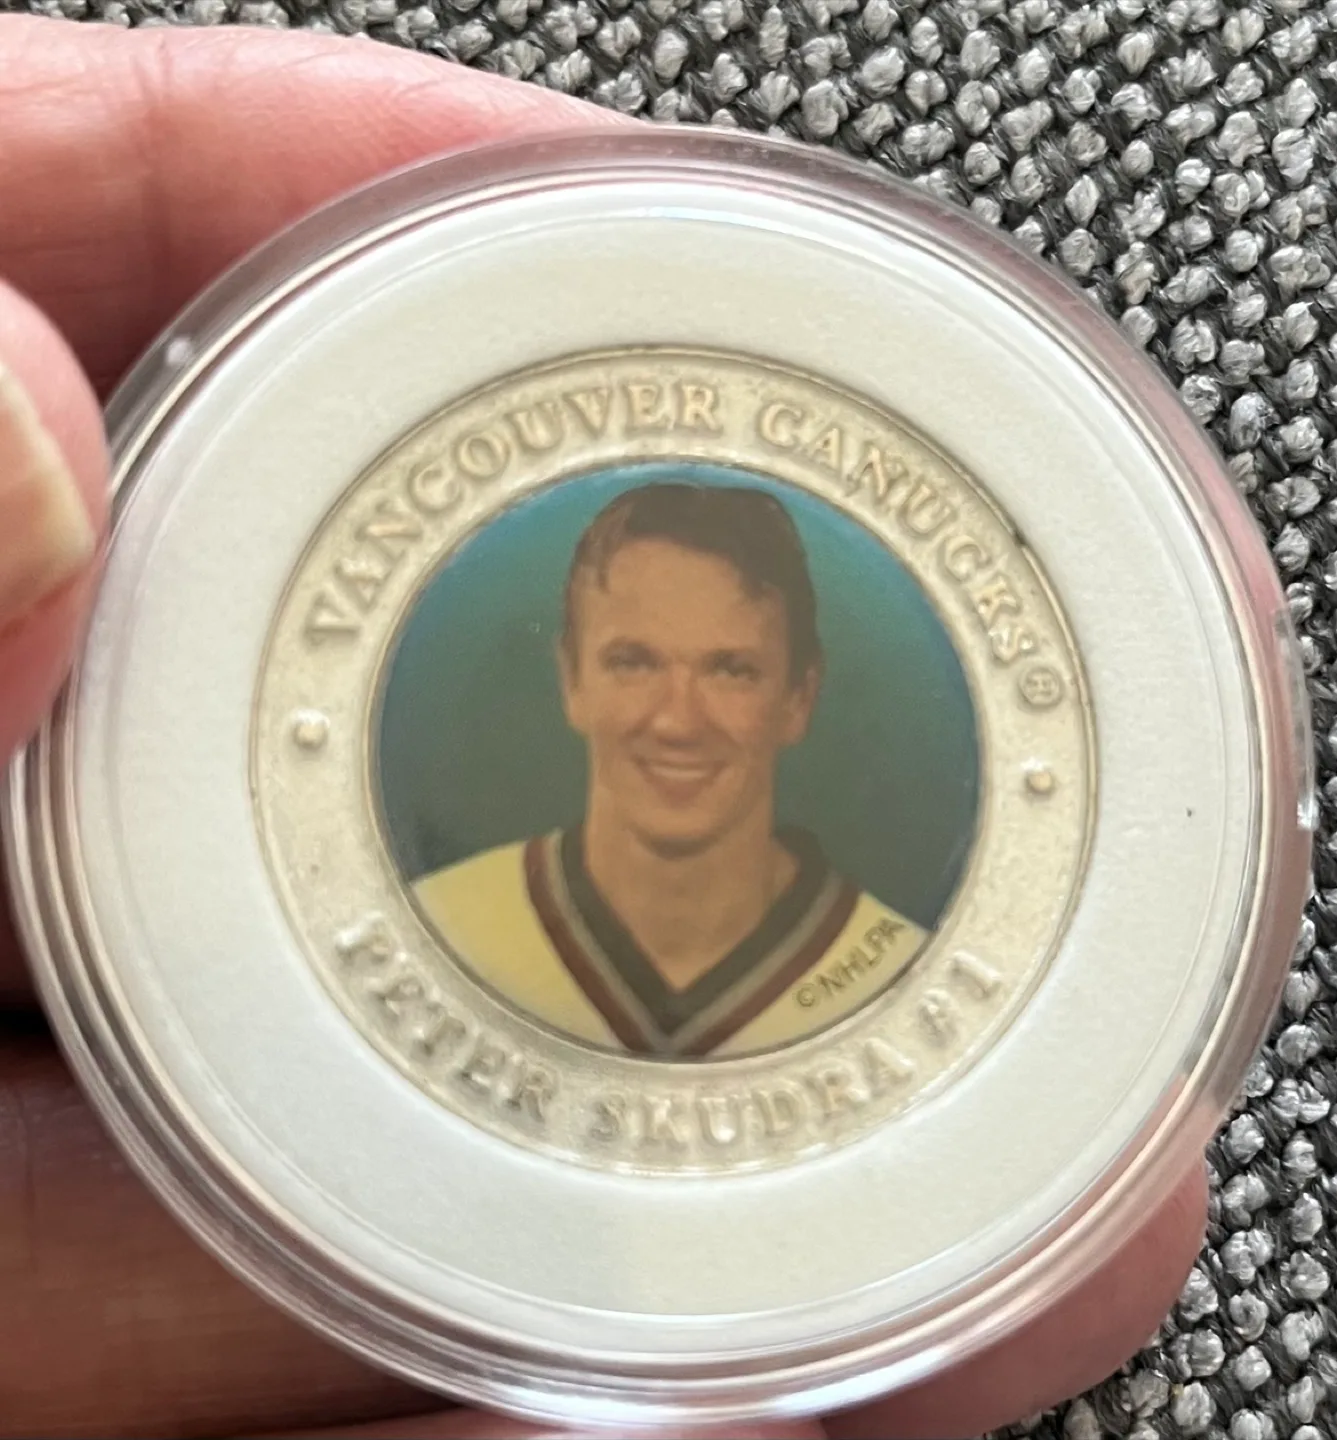 VANCOUVER CANUCKS®
©NHLPA
PETER SKUDRA #1